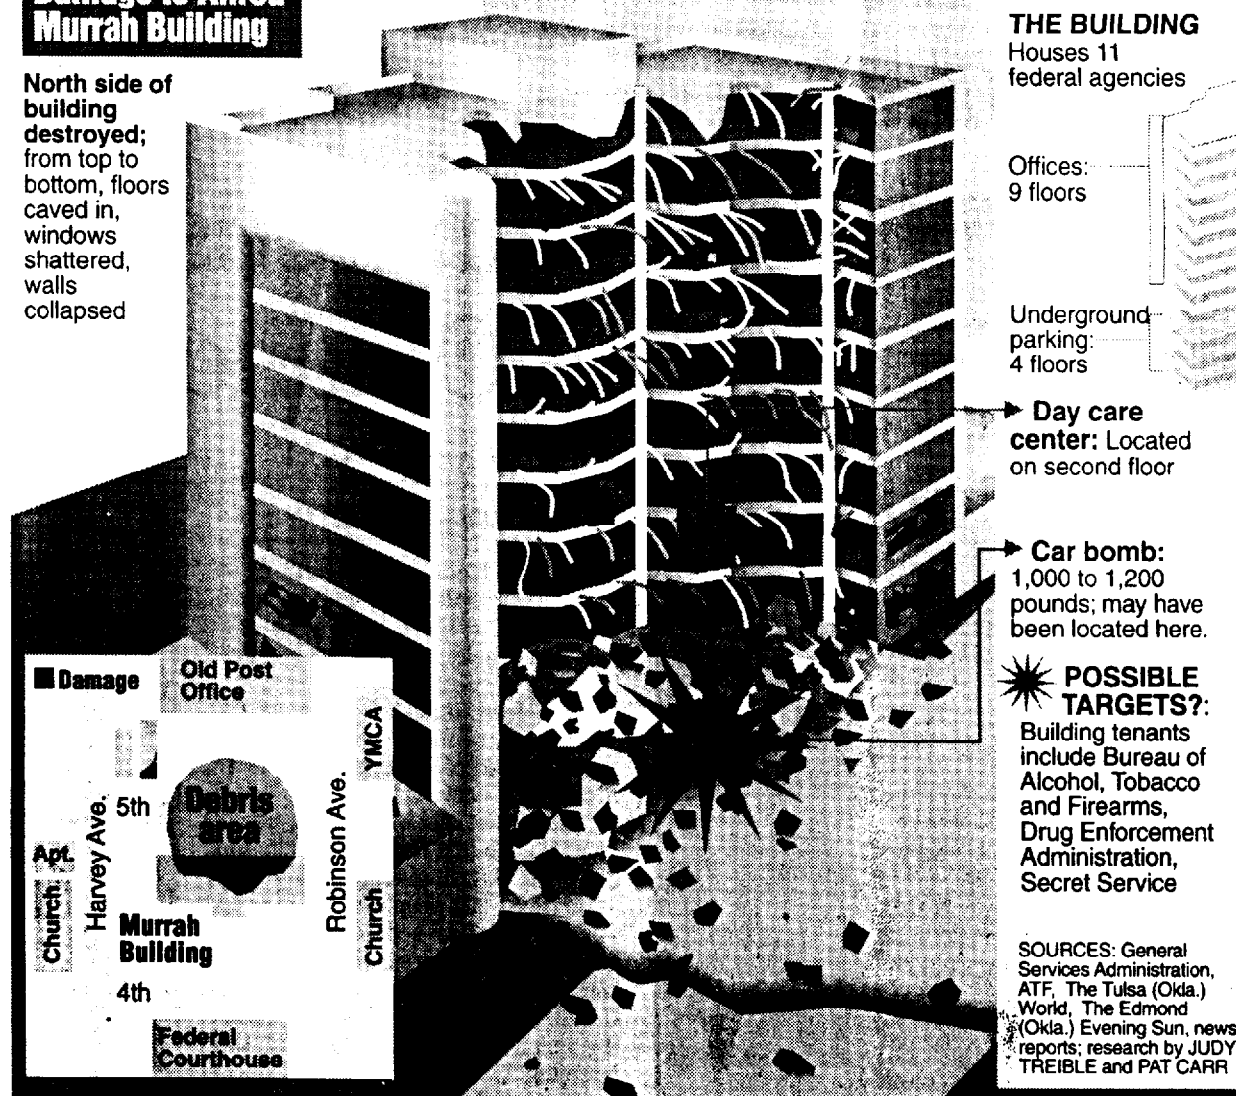 Damage to Alfred
Murrah Building
North side of
building
destroyed;
from top to
bottom, floors
caved in,
windows
shattered,
walls
collapsed
THE BUILDING
Houses 11
federal agencies
Offices:
9 floors
Underground
parking:
4 floors
Day care
center: Located
on second floor
Car bomb:
1,000 to 1,200
pounds; may have
been located here.
POSSIBLE
TARGETS?:
Building tenants
include Bureau of
Alcohol, Tobacco
and Firearms,
Drug Enforcement
Administration,
Secret Service
SOURCES: General
Services Administration,
ATF, The Tulsa (Okla.)
World, The Edmond
(Okla.) Evening Sun, news
reports; research by JUDY
TREIBLE and PAT CARR
Damage
Old Post
Office
YMCA
5th
Debris
area
Harvey Ave.
Robinson Ave.
Apt.
Church
Church
Murrah
Building
4th
Federal
Courthouse